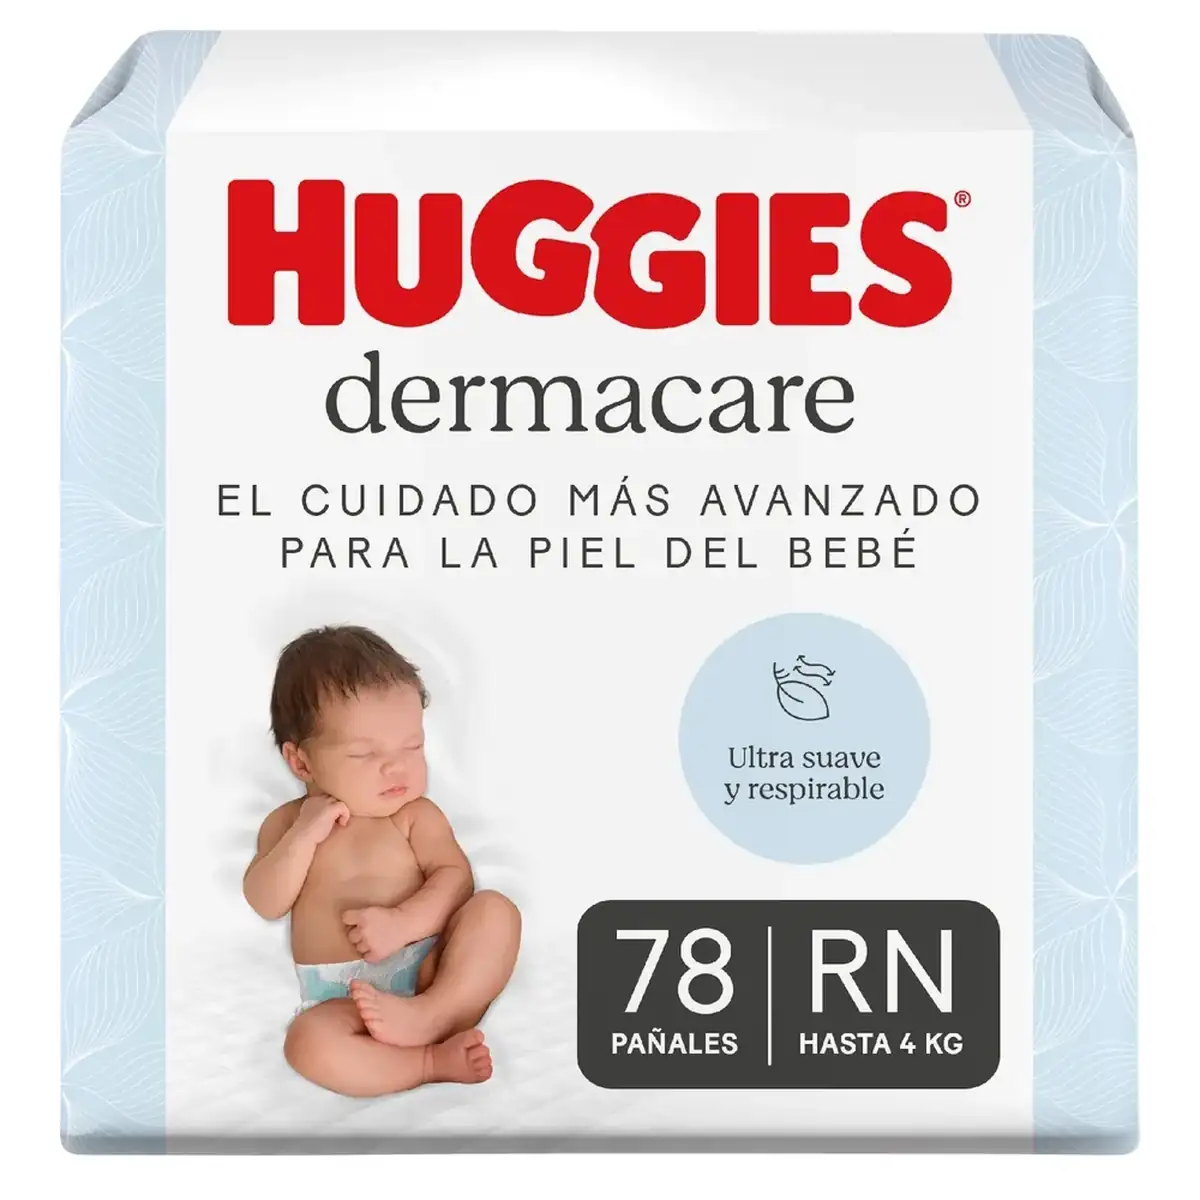 HUGGIES®
dermacare
EL CUIDADO MÁS AVANZADO
PARA LA PIEL DEL BEBÉ
Ultra suave
y respirable
78
PAÑALES
RN
HASTA 4 KG